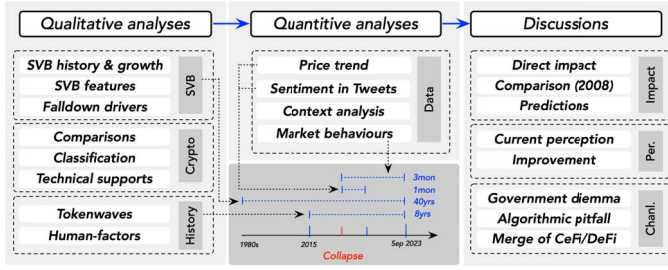 Qualitative analyses
SVB history & growth
SVB features
Falldown drivers
SVB
Comparisons
Classification
Technical supports
Crypto
Tokenwaves
Human-factors
History
Quantitive analyses
Price trend
Sentiment in Tweets
Context analysis
Market behaviours
Data
3mon
1mon
40yrs
8yrs
1980s
2015
Sep 2023
Collapse
Discussions
Direct impact
Comparison (2008)
Predictions
Impact
Current perception
Improvement
Per.
Government diemma
Algorithmic pitfall
Merge of CeFi/DeFi
Chanl.